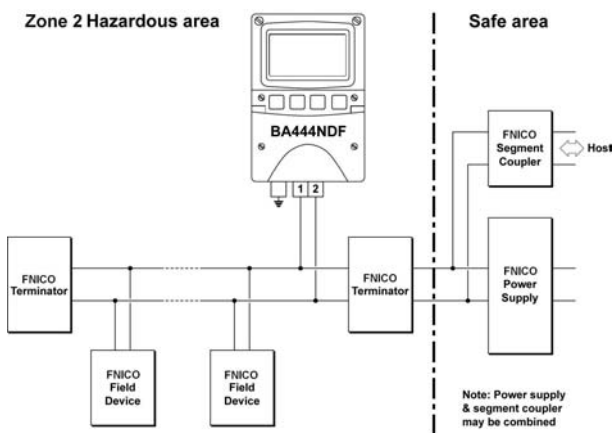 Zone 2 Hazardous area
Safe area
BA444NDF
1 2
FNICO
Segment
Coupler
Host
FNICO
Terminator
FNICO
Terminator
FNICO
Power
Supply
FNICO
Field
Device
FNICO
Field
Device
Note: Power supply
& segment coupler
may be combined